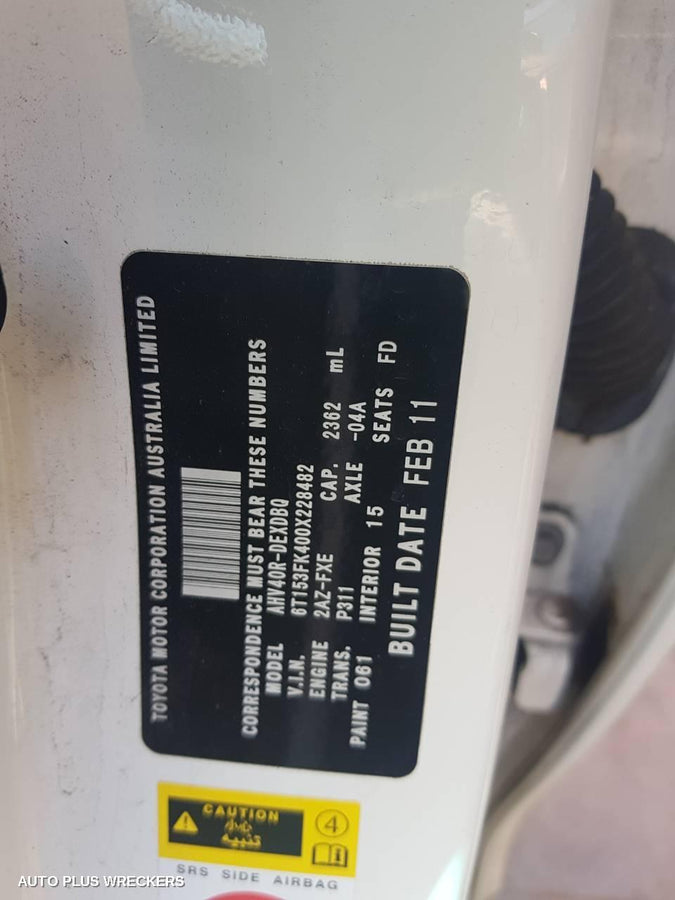 TOYOTA MOTOR CORPORATION AUSTRALIA LIMITED
CORRESPONDENCE MUST BEAR THESE NUMBERS
MODEL AHV40R-DEXDBQ
V.I.N. 6T153FK400X228482
ENGINE 2AZ-FXE CAP. 2362 mL
TRANS. P311 AXLE -04A
PAINT 061 INTERIOR 15 SEATS FD
BUILT DATE FEB 11
CAUTION
تنبيه
4
SRS SIDE AIRBAG
AUTO PLUS WRECKERS